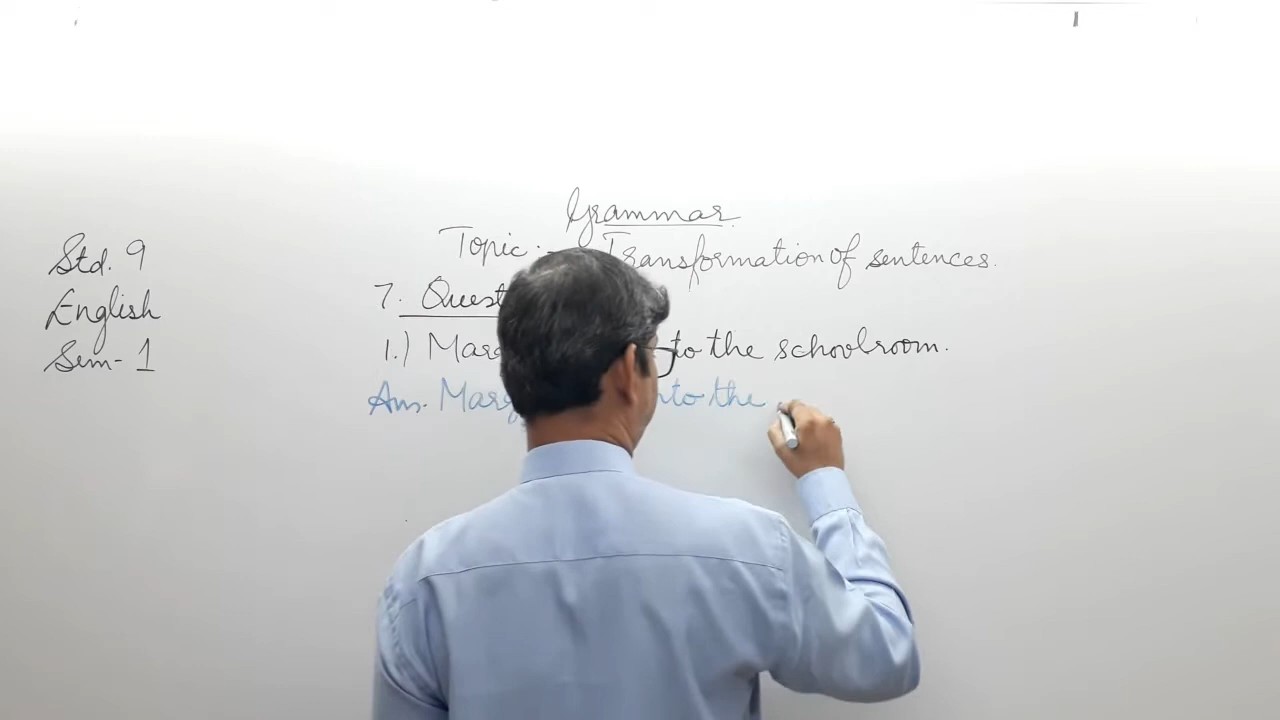 Grammar
Std. 9
English
Sem- 1
Topic :- Transformation of sentences.
7. Quest
1.) Marg to the schoolroom.
Ans. Marg nto the